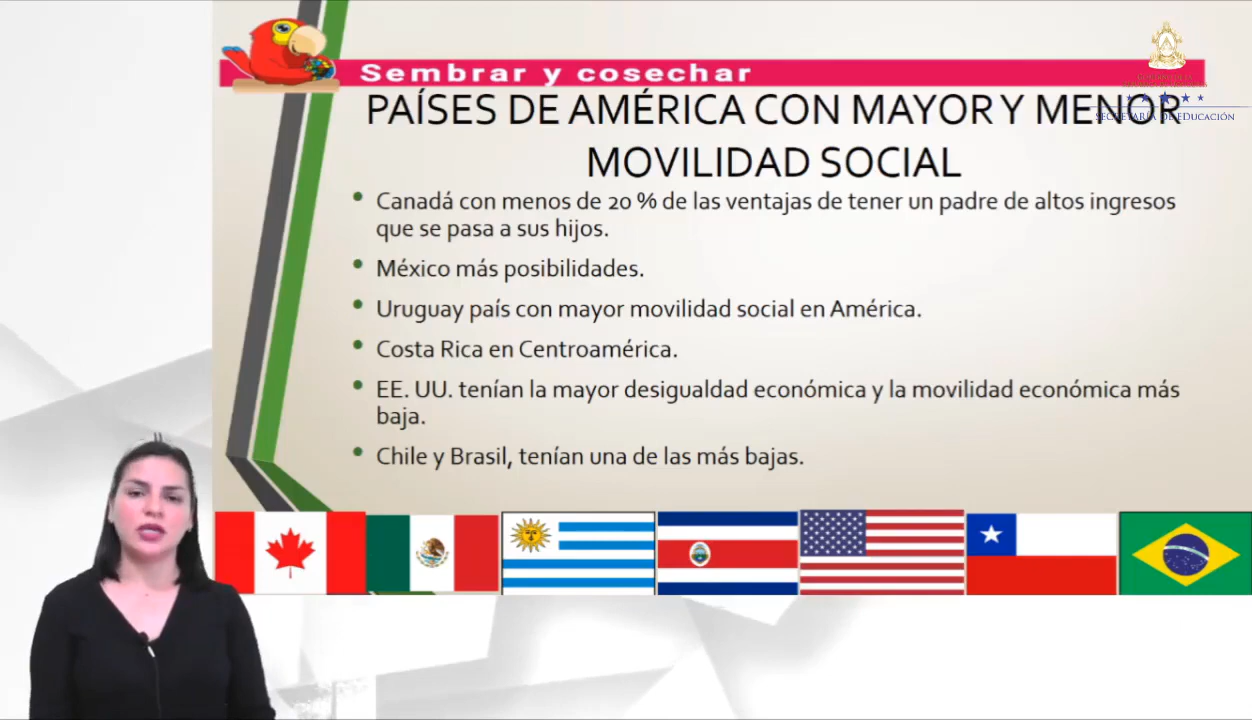 Sembrar y cosechar
PAÍSES DE AMÉRICA CON MAYOR Y MENOR
MOVILIDAD SOCIAL
SECRETARÍA DE EDUCACIÓN
• Canadá con menos de 20 % de las ventajas de tener un padre de altos ingresos
que se pasa a sus hijos.
• México más posibilidades.
• Uruguay país con mayor movilidad social en América.
• Costa Rica en Centroamérica.
• EE. UU. tenían la mayor desigualdad económica y la movilidad económica más
baja.
• Chile y Brasil, tenían una de las más bajas.